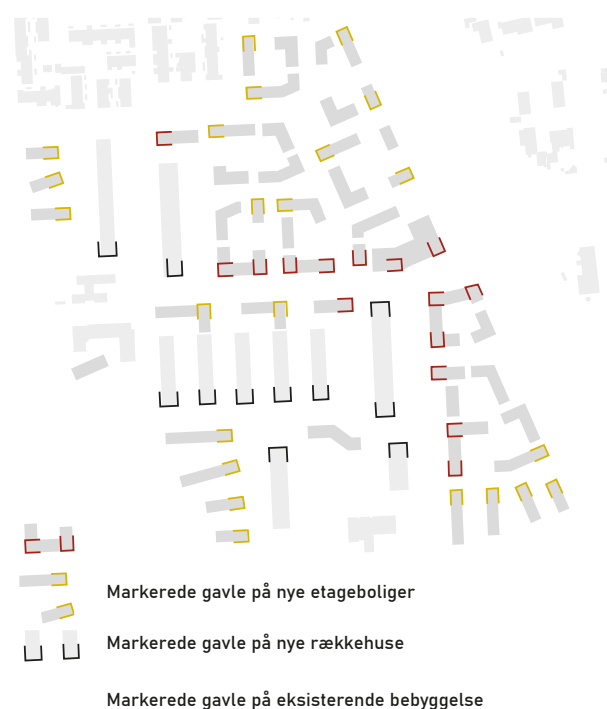 Markerede gavle på nye etageboliger
Markerede gavle på nye rækkehuse
Markerede gavle på eksisterende bebyggelse